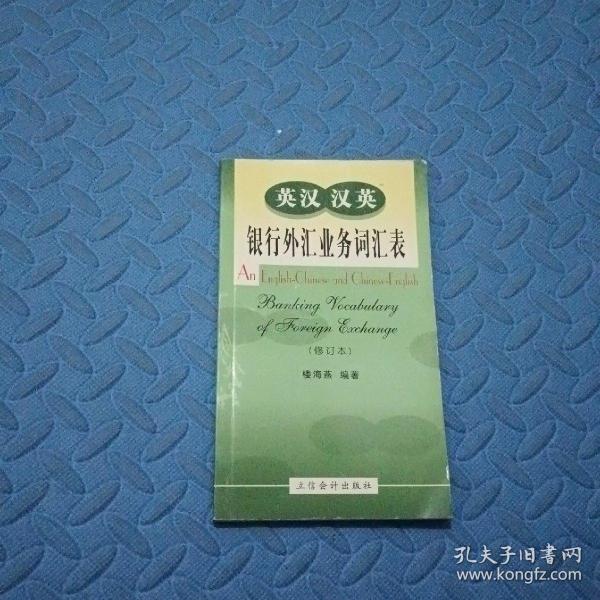 英汉 汉英
银行外汇业务词汇表
An English-Chinese and Chinese-English
Banking Vocabulary
of Foreign Exchange
(修订本)
楼海燕 编著
立信会计出版社
孔夫子旧书网
www.kongfz.com